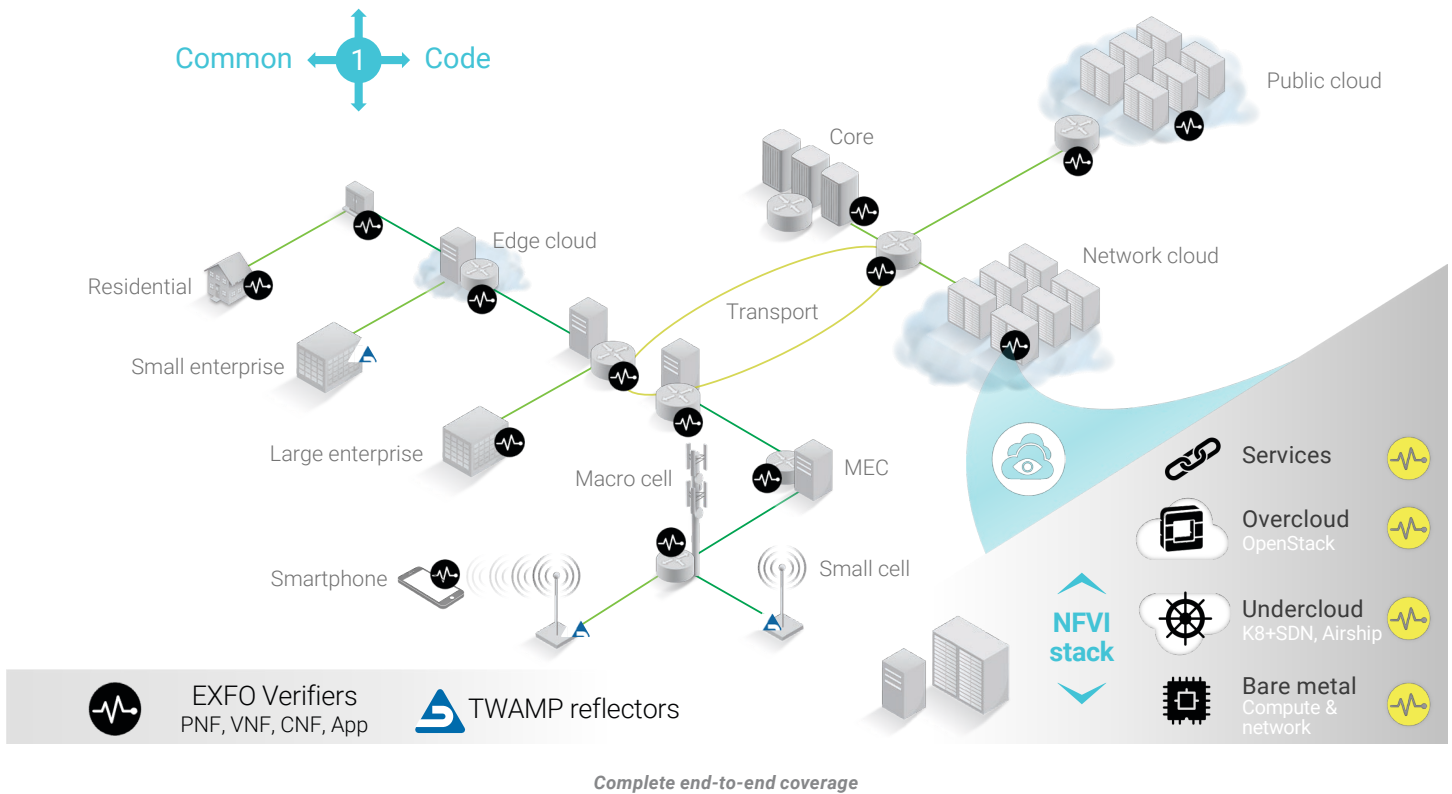 Common 1 Code
Public cloud
Core
Edge cloud
Network cloud
Residential
Transport
Small enterprise
Large enterprise
Macro cell
MEC
Services
Overcloud
OpenStack
Smartphone
Small cell
NFVI
stack
Undercloud
K8+SDN, Airship
Bare metal
Compute &
network
EXFO Verifiers
PNF, VNF, CNF, App
TWAMP reflectors
Complete end-to-end coverage